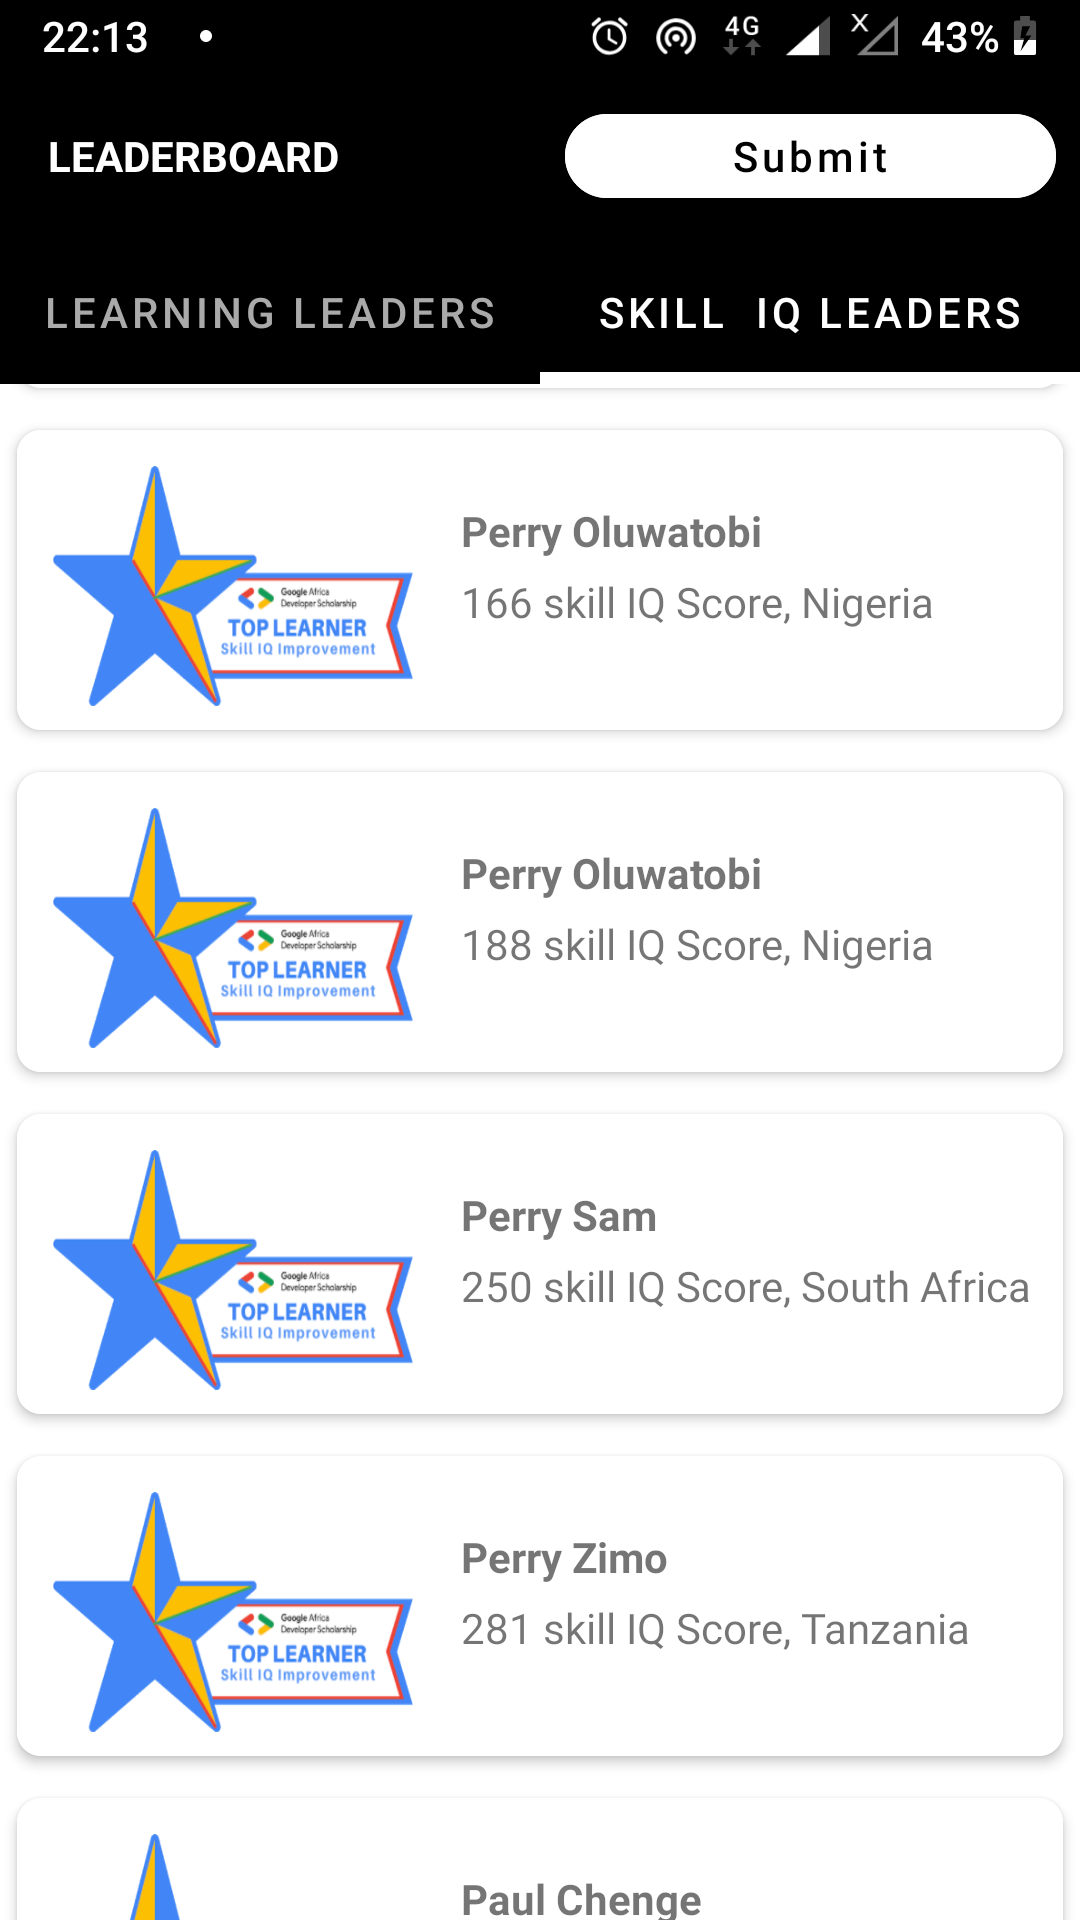 22:13
4G
X
43%
LEADERBOARD
Submit
LEARNING LEADERS
SKILL IQ LEADERS
Perry Oluwatobi
166 skill IQ Score, Nigeria
Google Africa
Developer Scholarship
TOP LEARNER
Skill IQ Improvement
Perry Oluwatobi
188 skill IQ Score, Nigeria
Google Africa
Developer Scholarship
TOP LEARNER
Skill IQ Improvement
Perry Sam
250 skill IQ Score, South Africa
Google Africa
Developer Scholarship
TOP LEARNER
Skill IQ Improvement
Perry Zimo
281 skill IQ Score, Tanzania
Google Africa
Developer Scholarship
TOP LEARNER
Skill IQ Improvement
Paul Chenge